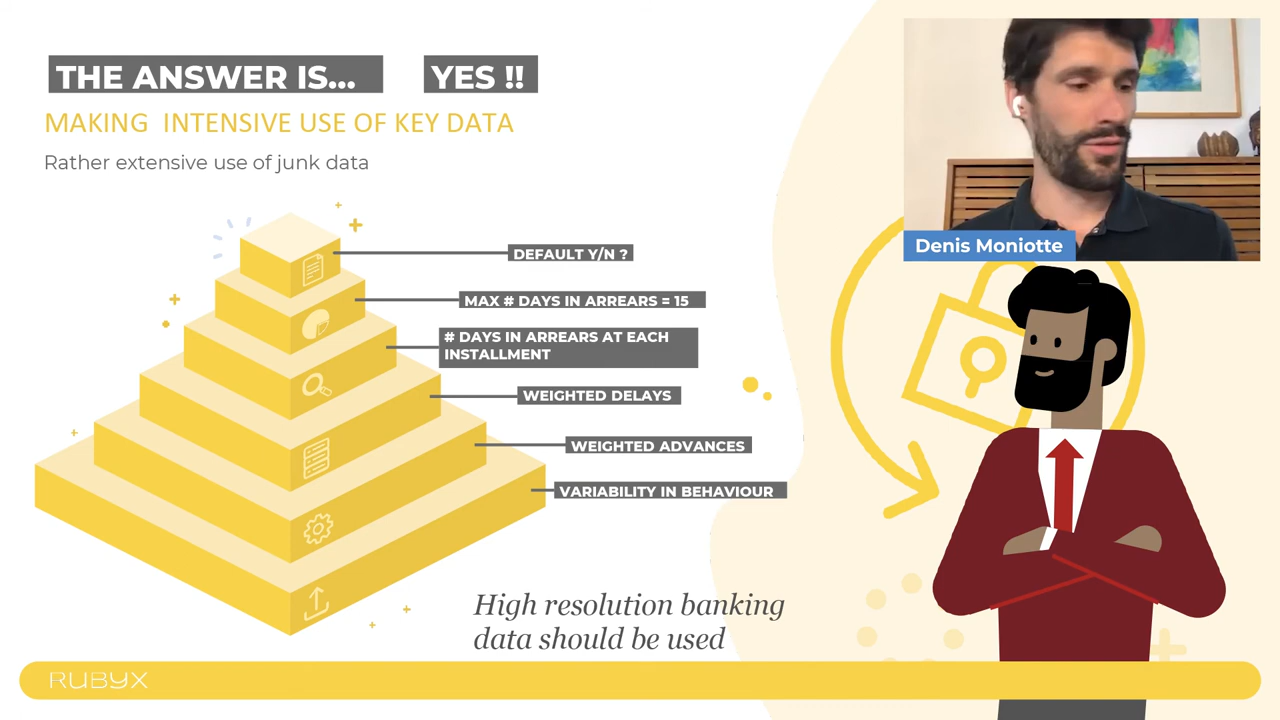 THE ANSWER IS... YES !!
MAKING INTENSIVE USE OF KEY DATA
Rather extensive use of junk data
DEFAULT Y/N ?
MAX # DAYS IN ARREARS = 15
# DAYS IN ARREARS AT EACH
INSTALLMENT
WEIGHTED DELAYS
WEIGHTED ADVANCES
VARIABILITY IN BEHAVIOUR
High resolution banking
data should be used
Denis Moniotte
RUBYX